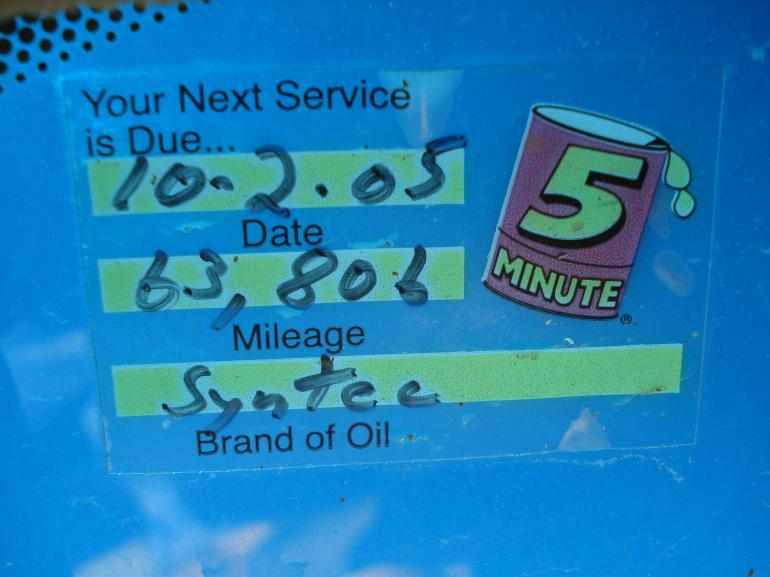 Your Next Service
is Due...
10.2.05
Date
63,806
Mileage
Syntec
Brand of Oil
5
MINUTE®